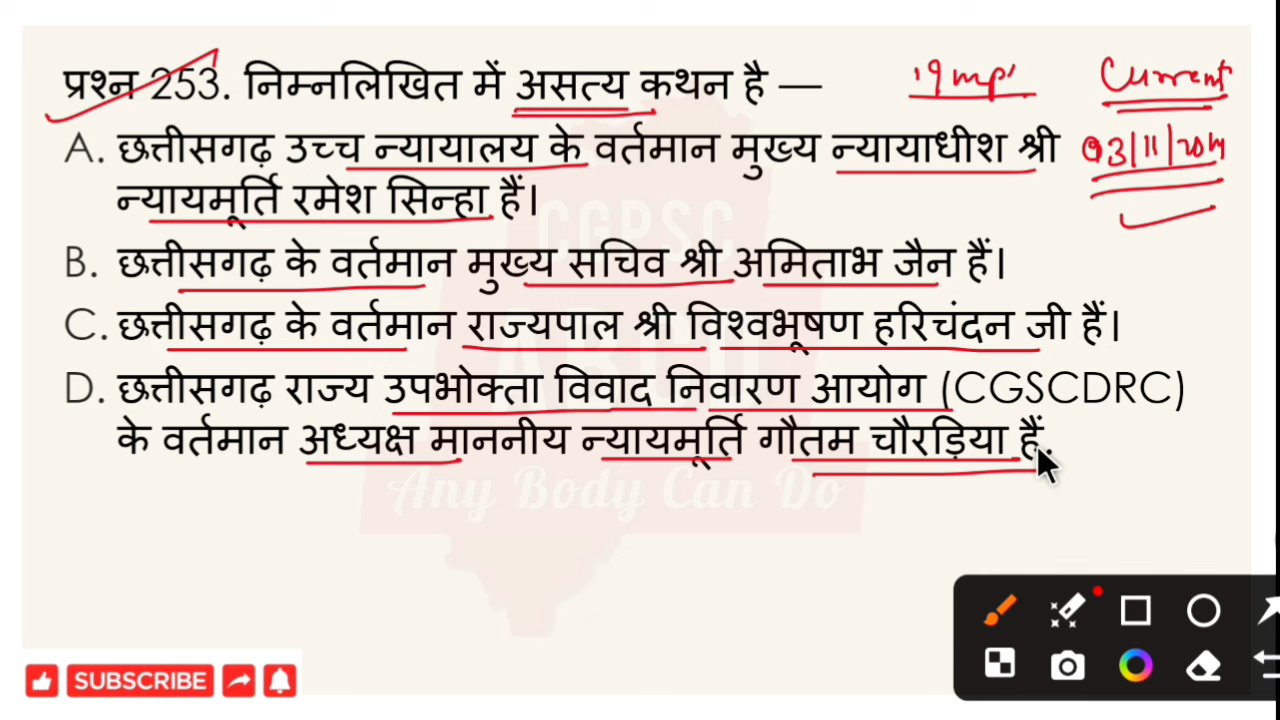 प्रश्न 253. निम्नलिखित में असत्य कथन है —
'9 mp'
Current
03/11/2024
A. छत्तीसगढ़ उच्च न्यायालय के वर्तमान मुख्य न्यायाधीश श्री
न्यायमूर्ति रमेश सिन्हा हैं।
B. छत्तीसगढ़ के वर्तमान मुख्य सचिव श्री अमिताभ जैन हैं।
C. छत्तीसगढ़ के वर्तमान राज्यपाल श्री विश्वभूषण हरिचंदन जी हैं।
D. छत्तीसगढ़ राज्य उपभोक्ता विवाद निवारण आयोग (CGSCDRC)
के वर्तमान अध्यक्ष माननीय न्यायमूर्ति गौतम चौरड़िया हैं.
CGPSC
ABCD
Any Body Can Do
SUBSCRIBE